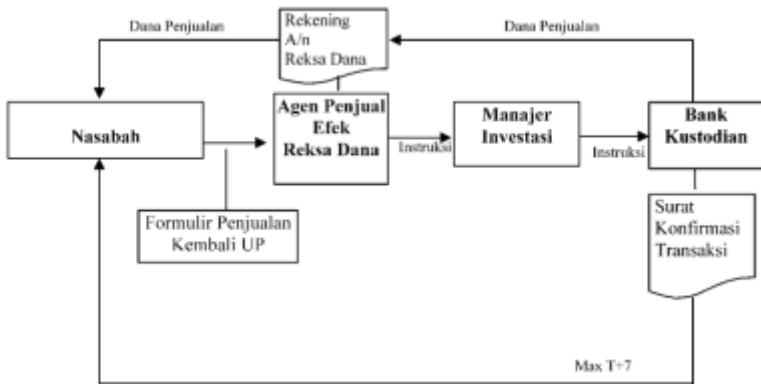 Dana Penjualan
Rekening
A/n
Reksa Dana
Dana Penjualan
Nasabah
Agen Penjual
Efek
Reksa Dana
Instruksi
Manajer
Investasi
Instruksi
Bank
Kustodian
Formulir Penjualan
Kembali UP
Surat
Konfirmasi
Transaksi
Max T+7